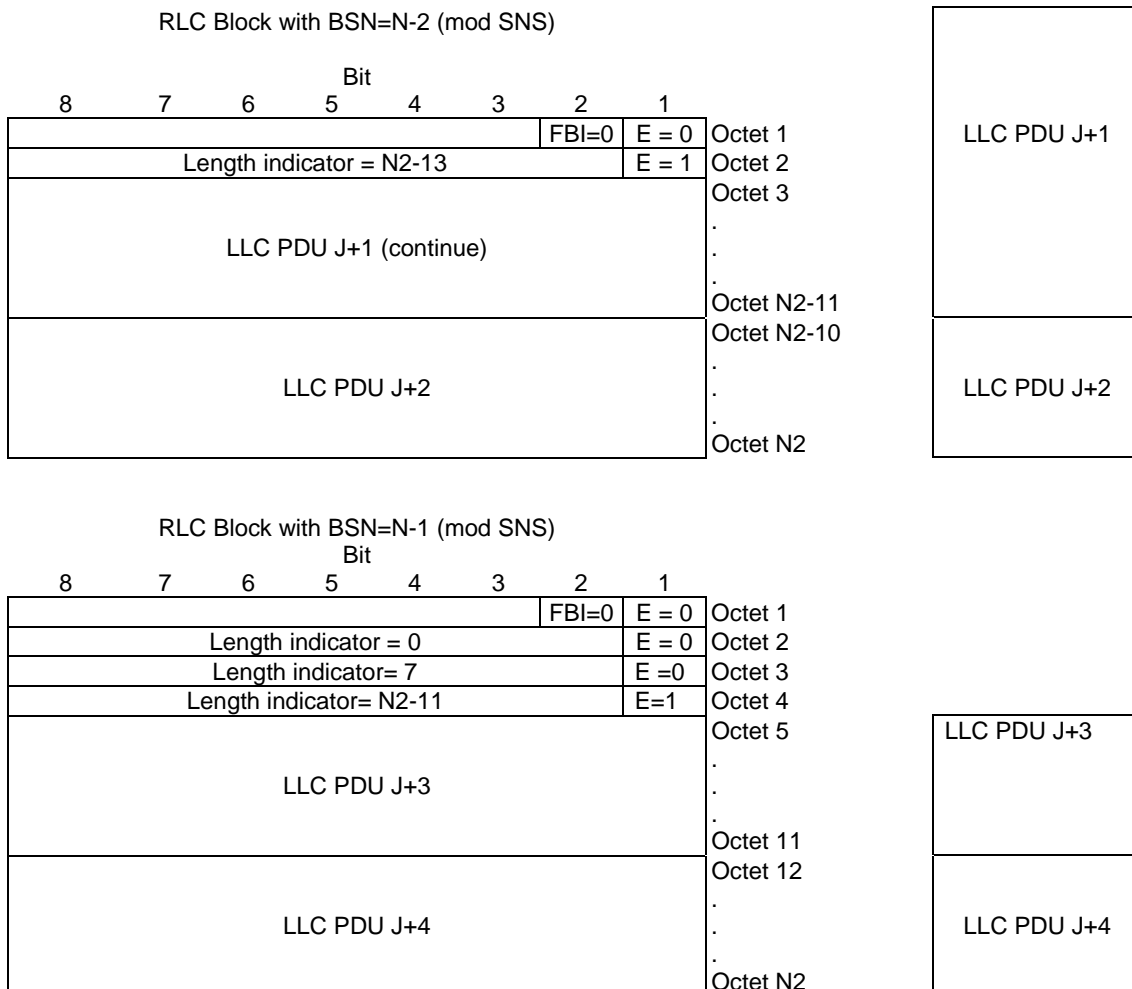 RLC Block with BSN=N-2 (mod SNS)
Bit
8 7 6 5 4 3 2 1
FBI=0 E = 0 Octet 1 LLC PDU J+1
Length indicator = N2-13 E = 1 Octet 2
Octet 3
.
LLC PDU J+1 (continue) .
.
Octet N2-11
Octet N2-10
.
LLC PDU J+2 . LLC PDU J+2
.
Octet N2
RLC Block with BSN=N-1 (mod SNS)
Bit
8 7 6 5 4 3 2 1
FBI=0 E = 0 Octet 1
Length indicator = 0 E = 0 Octet 2
Length indicator= 7 E =0 Octet 3
Length indicator= N2-11 E=1 Octet 4
Octet 5 LLC PDU J+3
.
LLC PDU J+3 .
.
Octet 11
Octet 12
.
LLC PDU J+4 . LLC PDU J+4
.
Octet N2